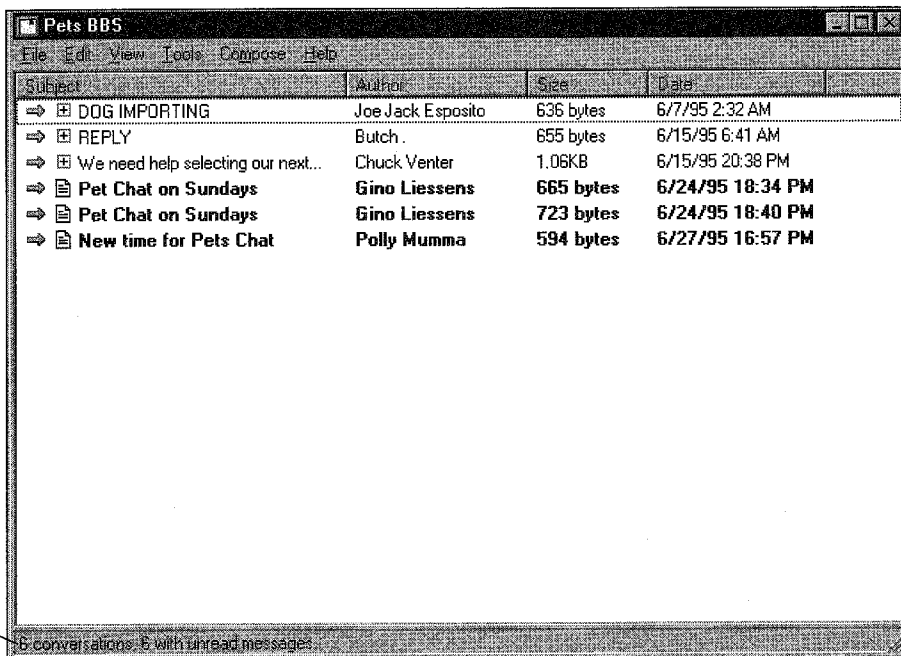 Pets BBS
File Edit View Tools Compose Help
Subject Author Size Date
DOG IMPORTING Joe Jack Esposito 636 bytes 6/7/95 2:32 AM
REPLY Butch . 655 bytes 6/15/95 6:41 AM
We need help selecting our next... Chuck Venter 1.06KB 6/15/95 20:38 PM
Pet Chat on Sundays Gino Liessens 665 bytes 6/24/95 18:34 PM
Pet Chat on Sundays Gino Liessens 723 bytes 6/24/95 18:40 PM
New time for Pets Chat Polly Mumma 594 bytes 6/27/95 16:57 PM
6 conversations, 6 with unread messages